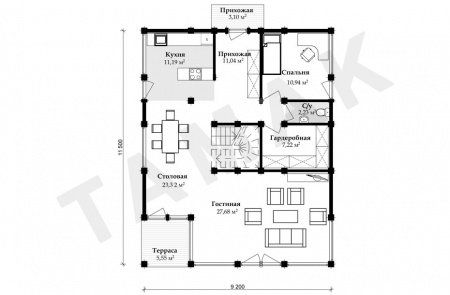 Прихожая
3,10 м²
Кухня
11,19 м²
Прихожая
11,04 м²
Спальня
10,94 м²
С/у
2,23 м²
Гардеробная
7,22 м²
Столовая
23,32 м²
Гостиная
27,68 м²
Терраса
5,55 м²
11 500
9 200
TAMAK